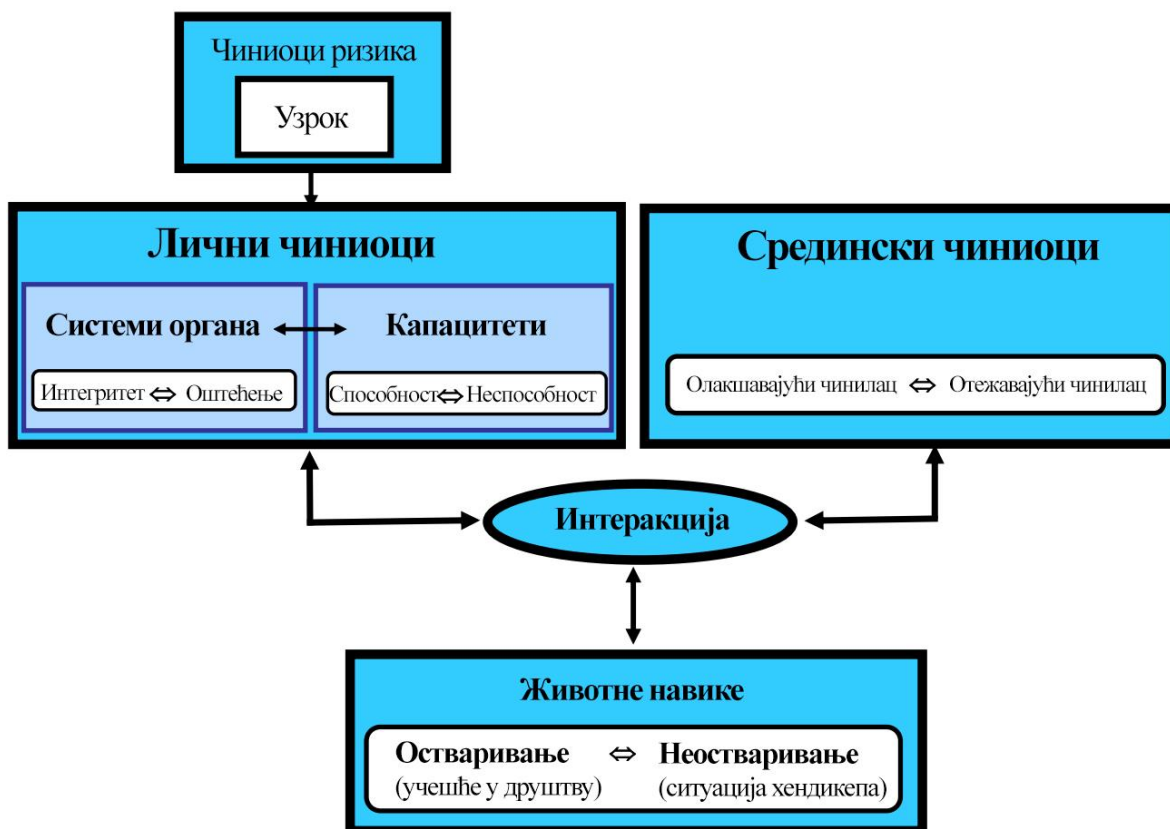 Чиниоци ризика
Узрок
Лични чиниоци
Системи органа
Капацитети
Интегритет ⇔ Оштећење
Способност ⇔ Неспособност
Средински чиниоци
Олакшавајући чинилац ⇔ Отежавајући чинилац
Интеракција
Животне навике
Остваривање ⇔ Неостваривање
(учешће у друштву) (ситуација хендикепа)